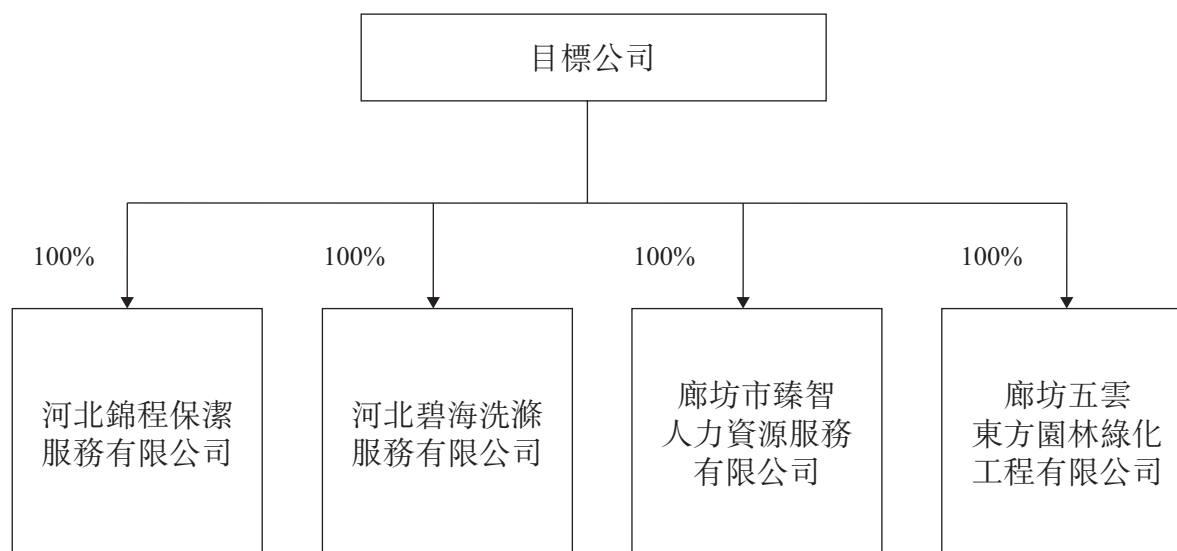 目標公司
100%
100%
100%
100%
河北錦程保潔
服務有限公司
河北碧海洗滌
服務有限公司
廊坊市臻智
人力資源服務
有限公司
廊坊五雲
東方園林綠化
工程有限公司